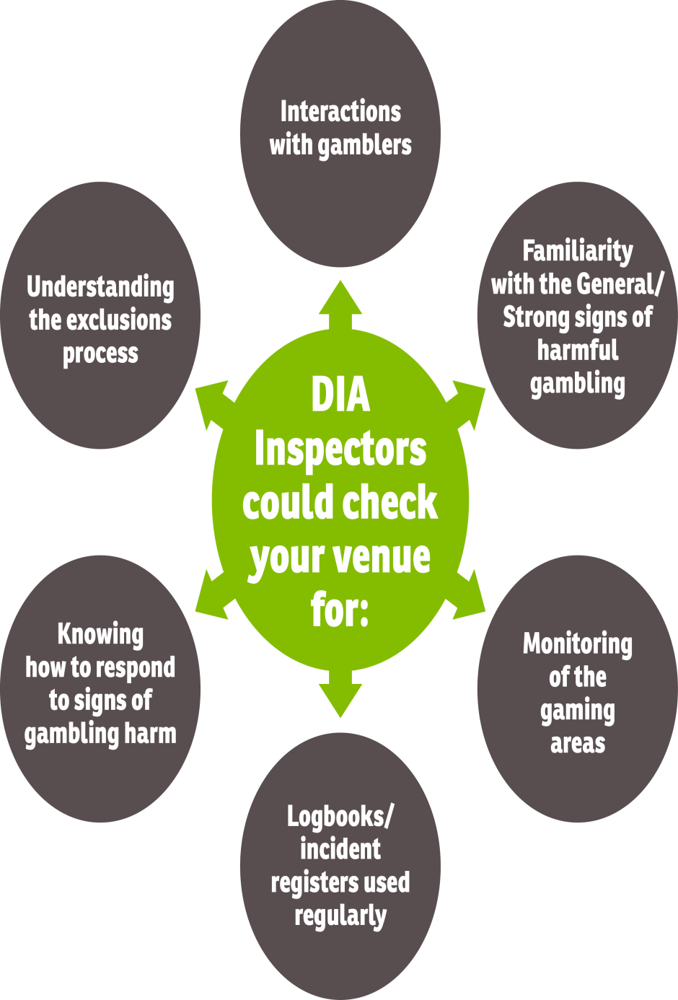 Interactions
with gamblers
Familiarity
with the General/
Strong signs of
harmful
gambling
Understanding
the exclusions
process
DIA
Inspectors
could check
your venue
for:
Knowing
how to respond
to signs of
gambling harm
Monitoring
of the
gaming
areas
Logbooks/
incident
registers used
regularly